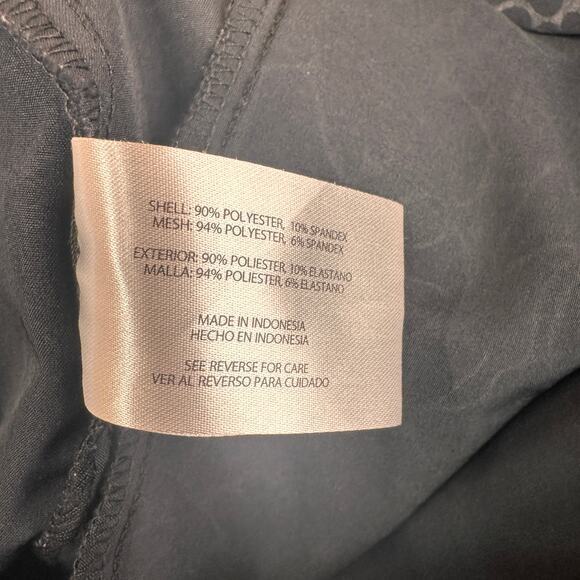 SHELL: 90% POLYESTER, 10% SPANDEX
MESH: 94% POLYESTER, 6% SPANDEX
EXTERIOR: 90% POLIESTER, 10% ELASTANO
MALLA: 94% POLIESTER, 6% ELASTANO
MADE IN INDONESIA
HECHO EN INDONESIA
SEE REVERSE FOR CARE
VER AL REVERSO PARA CUIDADO